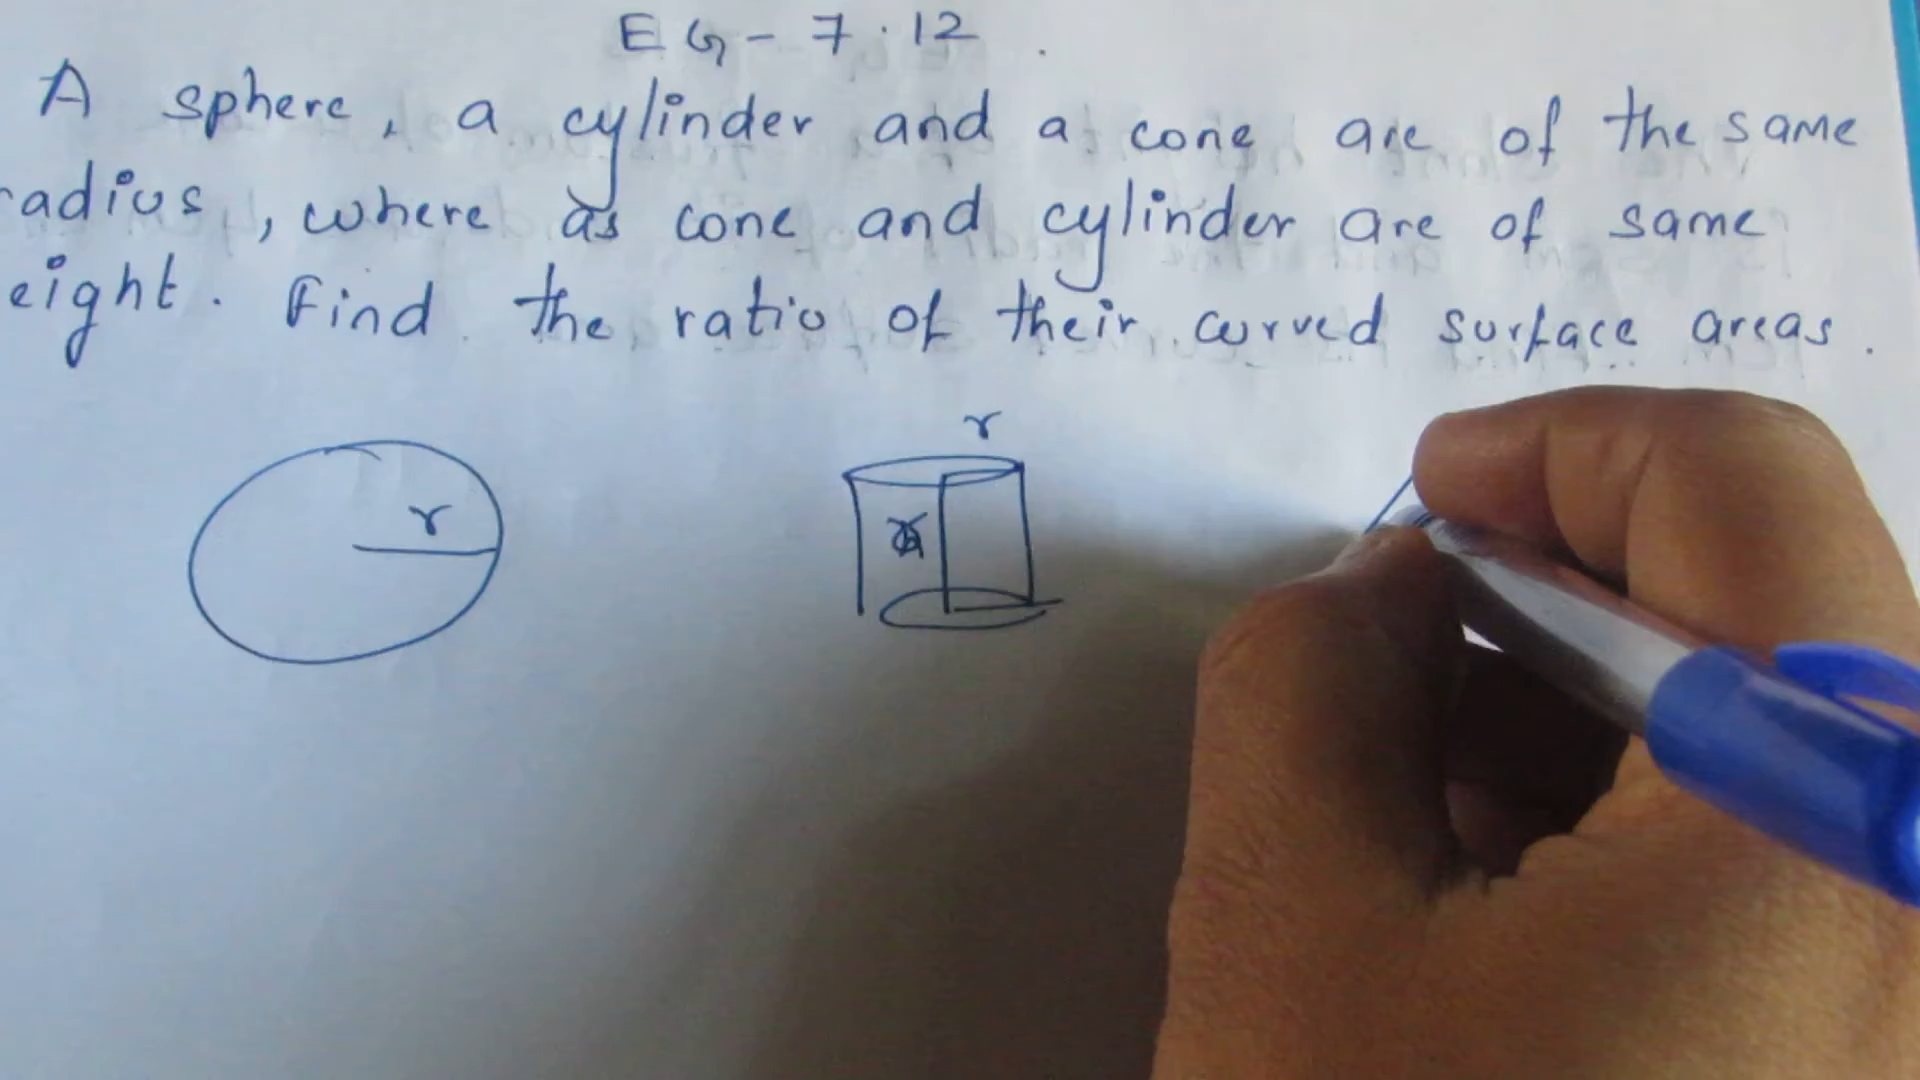 EG - 7.12.
A sphere, a cylinder and a cone are of the same
radius, where as cone and cylinder are of same
eight. Find the ratio of their curved surface areas.
r
r